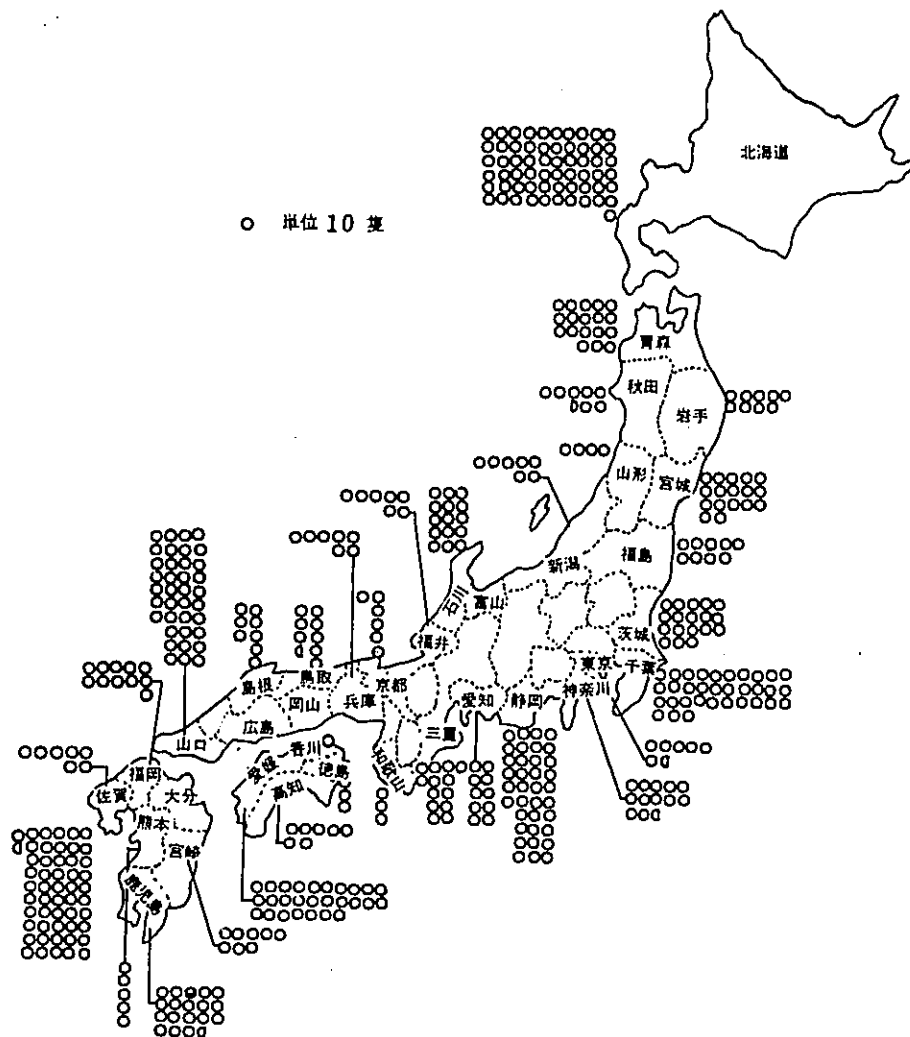 北海道
○ 単位 10 隻
青森
秋田
岩手
山形
宮城
新潟
福島
石川
富山
福井
茨城
東京
千葉
神奈川
島根
鳥取
京都
岡山
兵庫
愛知
静岡
広島
三重
山口
和歌山
香川
愛媛
徳島
高知
福岡
佐賀
大分
熊本
宮崎
鹿児島